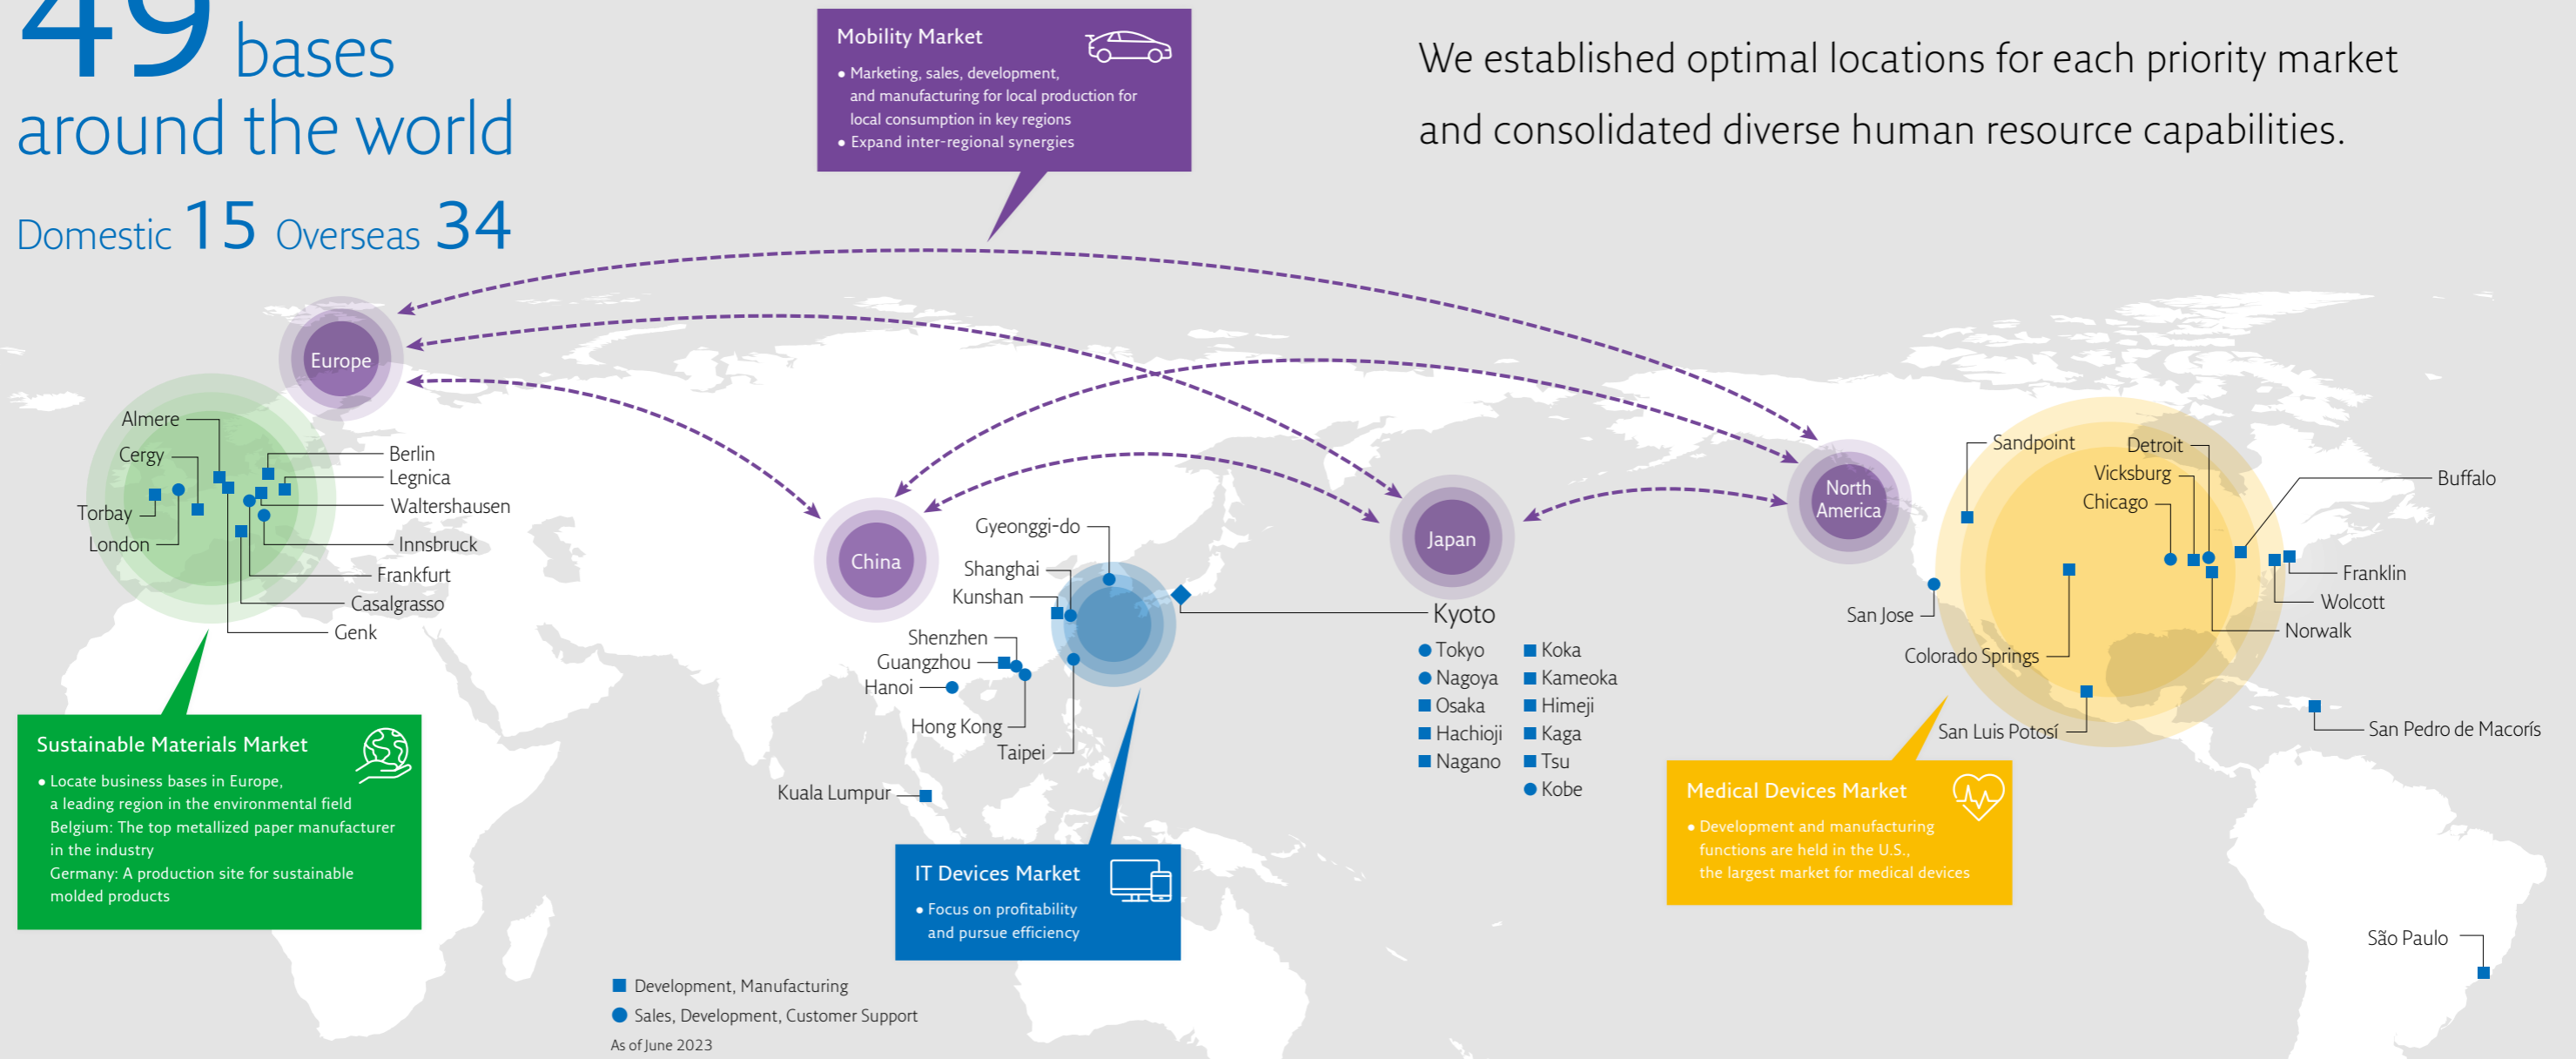 49 bases
around the world
Domestic 15 Overseas 34
We established optimal locations for each priority market
and consolidated diverse human resource capabilities.
Mobility Market
• Marketing, sales, development,
and manufacturing for local production for
local consumption in key regions
• Expand inter-regional synergies
Europe
China
Japan
North
America
Almere
Cergy
Torbay
London
Berlin
Legnica
Waltershausen
Innsbruck
Frankfurt
Casalgrasso
Genk
Sustainable Materials Market
• Locate business bases in Europe,
a leading region in the environmental field
Belgium: The top metallized paper manufacturer
in the industry
Germany: A production site for sustainable
molded products
Gyeonggi-do
Shanghai
Kunshan
Shenzhen
Guangzhou
Hanoi
Hong Kong
Taipei
Kuala Lumpur
IT Devices Market
• Focus on profitability
and pursue efficiency
Kyoto
Tokyo
Nagoya
Osaka
Hachioji
Nagano
Koka
Kameoka
Himeji
Kaga
Tsu
Kobe
Sandpoint
Detroit
Vicksburg
Chicago
Buffalo
San Jose
Colorado Springs
San Luis Potosí
Franklin
Wolcott
Norwalk
San Pedro de Macorís
São Paulo
Medical Devices Market
• Development and manufacturing
functions are held in the U.S.,
the largest market for medical devices
Development, Manufacturing
Sales, Development, Customer Support
As of June 2023